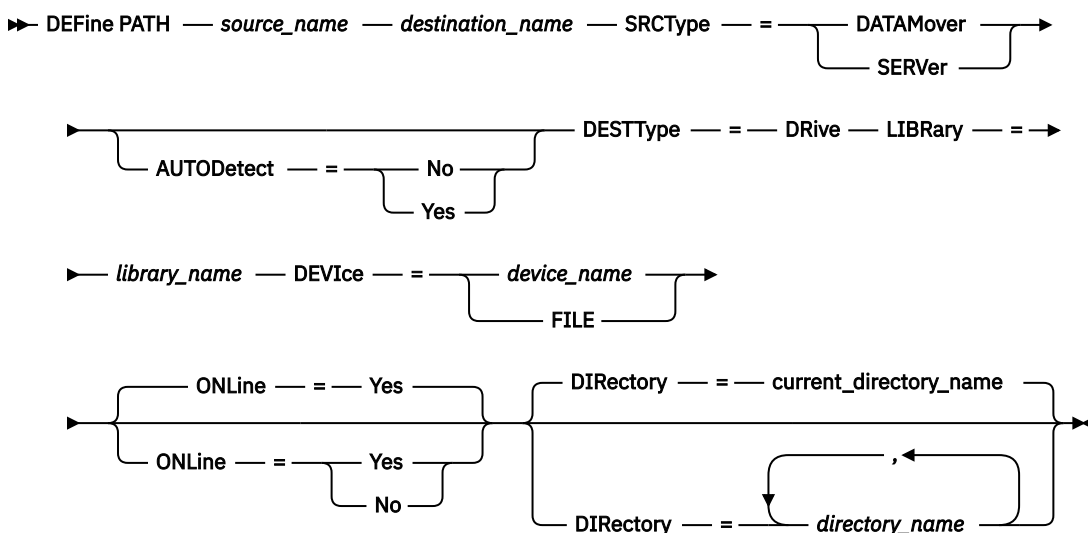 DEFine PATH source_name destination_name SRCType = DATAMover
SERVer
AUTODetect = No
Yes
DESTType = DRive LIBRary =
library_name DEVIce = device_name
FILE
ONLine = Yes
ONLine = Yes
No
DIRectory = current_directory_name
DIRectory = , directory_name